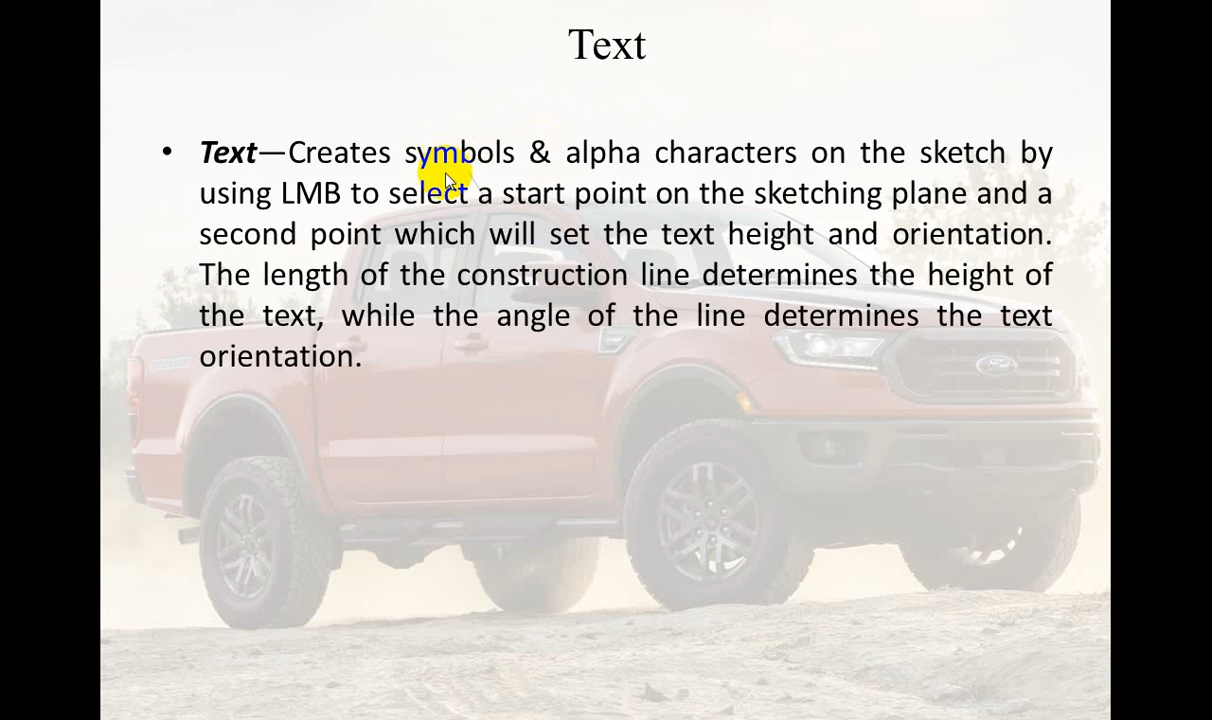 Text
• Text—Creates symbols & alpha characters on the sketch by
using LMB to select a start point on the sketching plane and a
second point which will set the text height and orientation.
The length of the construction line determines the height of
the text, while the angle of the line determines the text
orientation.
Ford